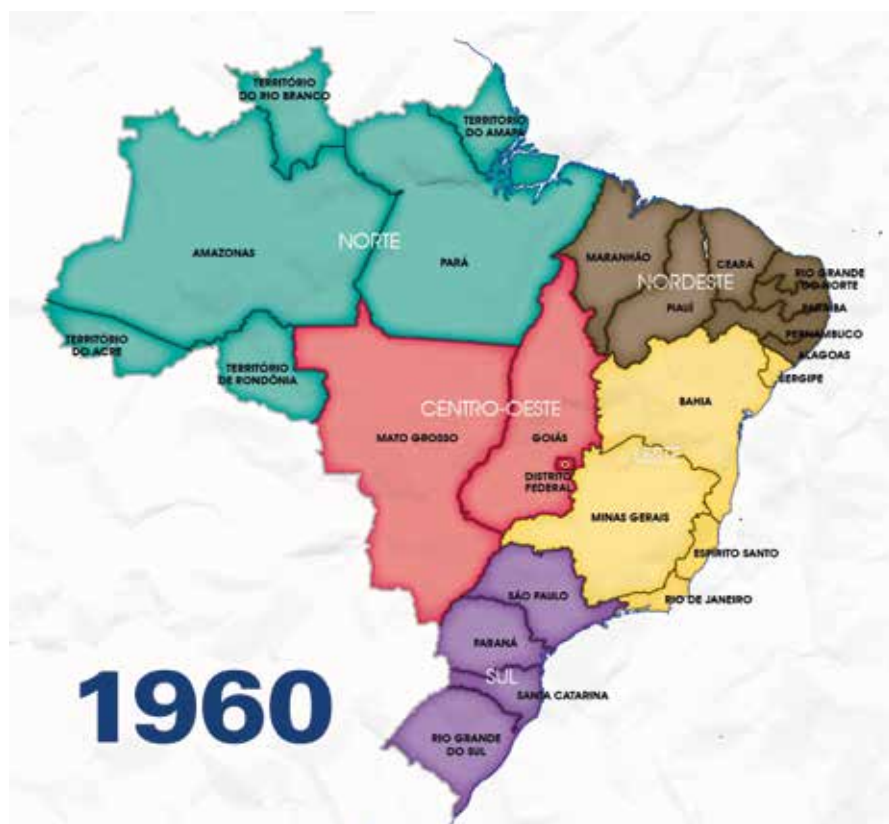 TERRITÓRIO
DO RIO BRANCO
TERRITÓRIO
DO AMAPÁ
AMAZONAS
NORTE
PARÁ
MARANHÃO
CEARÁ
NORDESTE
RIO GRANDE
DO NORTE
PIAUÍ
PARAÍBA
PERNAMBUCO
ALAGOAS
SERGIPE
TERRITÓRIO
DO ACRE
TERRITÓRIO
DE RONDÔNIA
BAHIA
CENTRO-OESTE
MATO GROSSO
GOIÁS
LESTE
DISTRITO
FEDERAL
MINAS GERAIS
ESPÍRITO SANTO
SÃO PAULO
RIO DE JANEIRO
PARANÁ
SUL
SANTA CATARINA
RIO GRANDE
DO SUL
1960